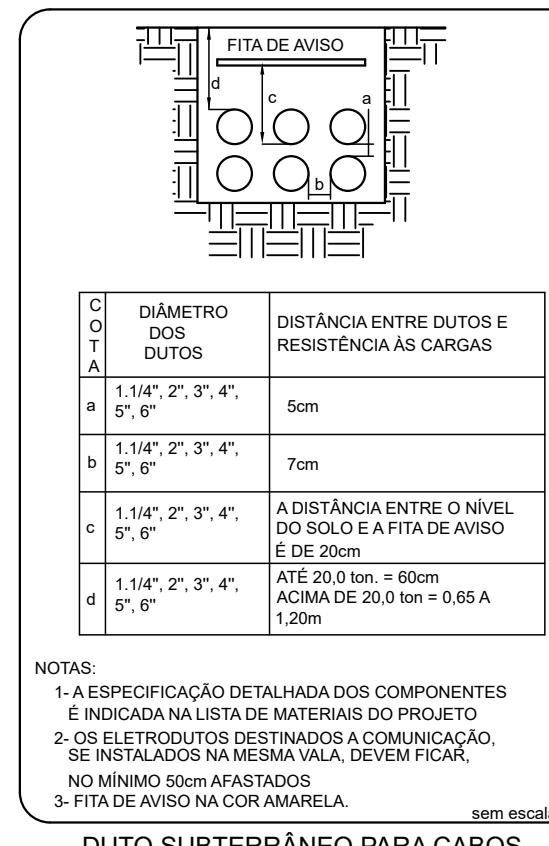 FITA DE AVISO
d
c
a
b
C
O
T
A
DIÂMETRO
DOS
DUTOS
DISTÂNCIA ENTRE DUTOS E
RESISTÊNCIA ÀS CARGAS
a
1.1/4", 2", 3", 4",
5", 6"
5cm
b
1.1/4", 2", 3", 4",
5", 6"
7cm
c
1.1/4", 2", 3", 4",
5", 6"
A DISTÂNCIA ENTRE O NÍVEL
DO SOLO E A FITA DE AVISO
É DE 20cm
d
1.1/4", 2", 3", 4",
5", 6"
ATÉ 20,0 ton. = 60cm
ACIMA DE 20,0 ton = 0,65 A
1,20m
NOTAS:
1- A ESPECIFICAÇÃO DETALHADA DOS COMPONENTES
É INDICADA NA LISTA DE MATERIAIS DO PROJETO
2- OS ELETRODUTOS DESTINADOS A COMUNICAÇÃO,
SE INSTALADOS NA MESMA VALA, DEVEM FICAR,
NO MÍNIMO 50cm AFASTADOS
3- FITA DE AVISO NA COR AMARELA.
sem escala
DUTO SUBTERRÂNEO PARA CABOS